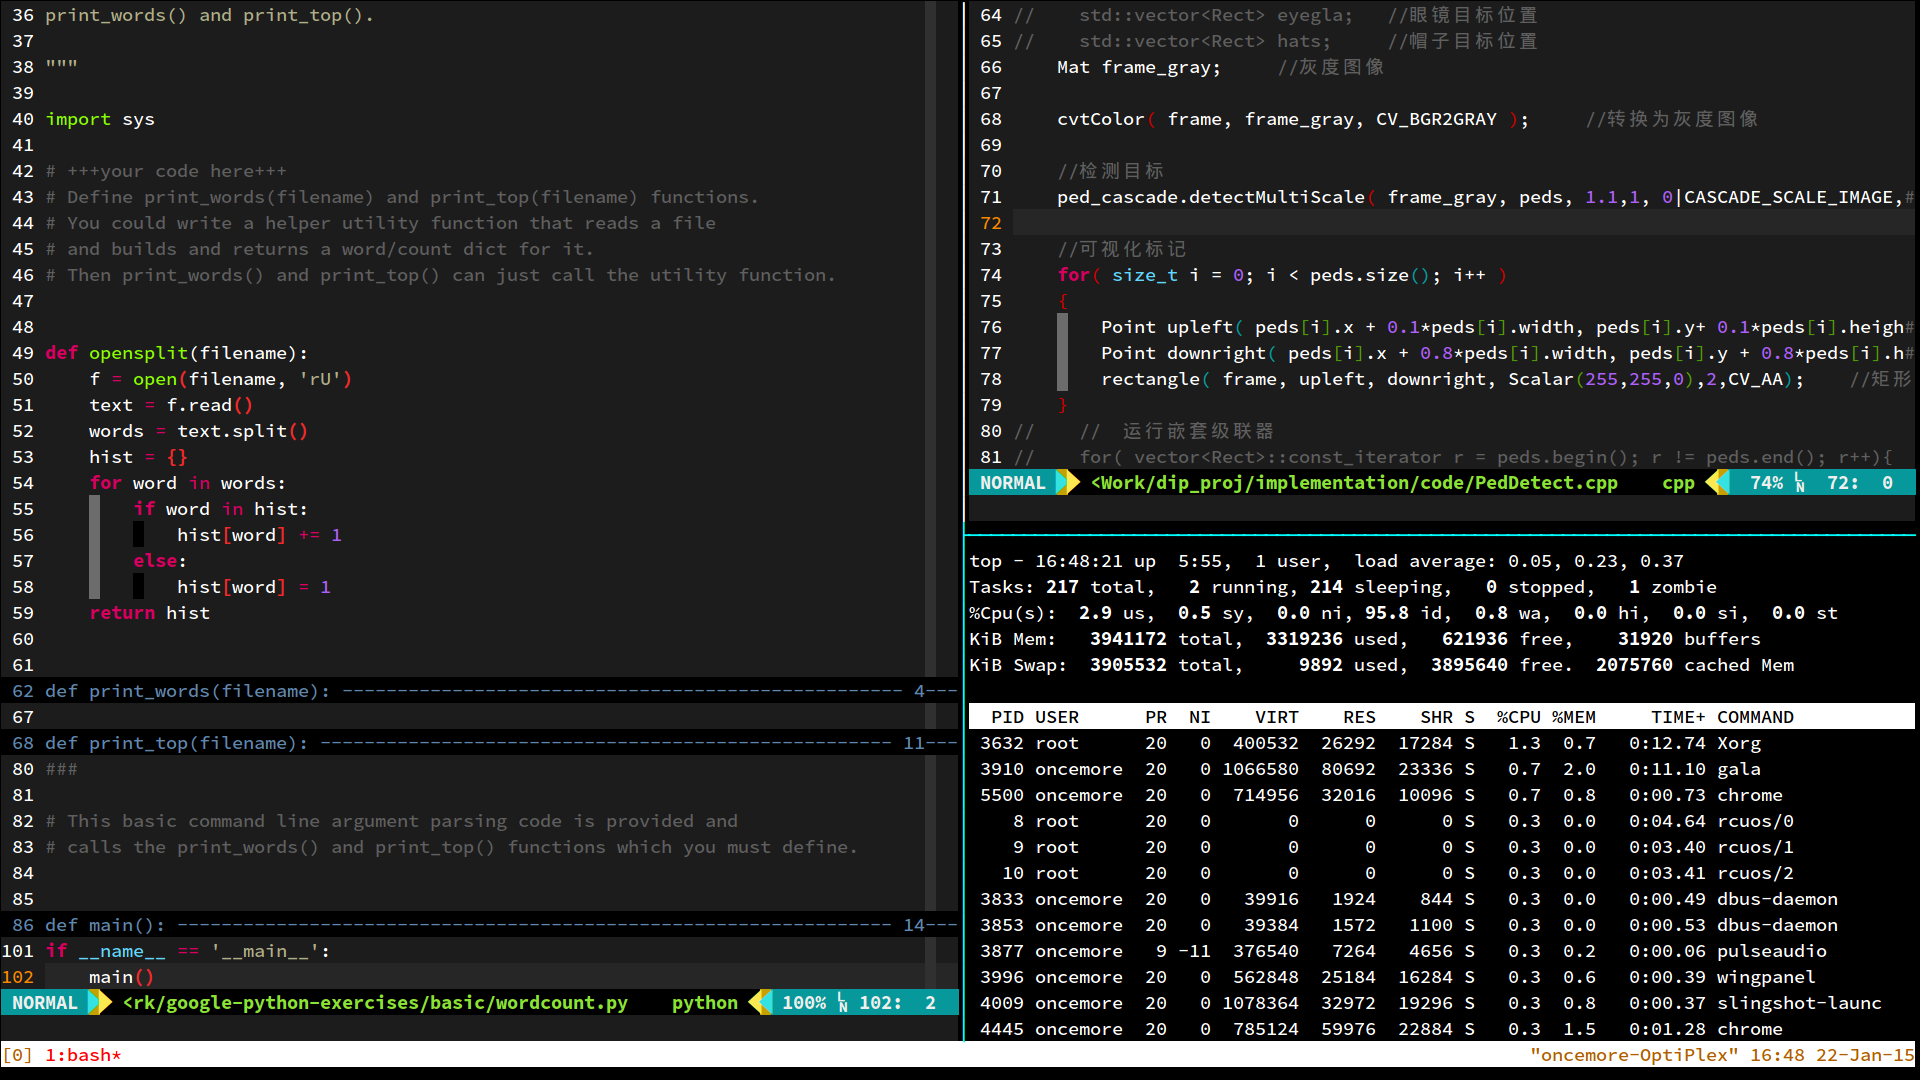 36 print_words() and print_top().
37
38 """
39
40 import sys
41
42 # +++your code here+++
43 # Define print_words(filename) and print_top(filename) functions.
44 # You could write a helper utility function that reads a file
45 # and builds and returns a word/count dict for it.
46 # Then print_words() and print_top() can just call the utility function.
47
48
49 def opensplit(filename):
50     f = open(filename, 'rU')
51     text = f.read()
52     words = text.split()
53     hist = {}
54     for word in words:
55         if word in hist:
56             hist[word] += 1
57         else:
58             hist[word] = 1
59     return hist
60
61
62 def print_words(filename): --------------------------------------------------- 4---
67
68 def print_top(filename): ---------------------------------------------------- 11---
80 ###
81
82 # This basic command line argument parsing code is provided and
83 # calls the print_words() and print_top() functions which you must define.
84
85
86 def main(): ----------------------------------------------------------------- 14---
101 if __name__ == '__main__':
102     main()
NORMAL <rk/google-python-exercises/basic/wordcount.py python 100% LN 102: 2
64 //    std::vector<Rect> eyegla;   //眼镜目标位置
65 //    std::vector<Rect> hats;     //帽子目标位置
66     Mat frame_gray;     //灰度图像
67
68     cvtColor( frame, frame_gray, CV_BGR2GRAY );     //转换为灰度图像
69
70     //检测目标
71     ped_cascade.detectMultiScale( frame_gray, peds, 1.1,1, 0|CASCADE_SCALE_IMAGE,#
72
73     //可视化标记
74     for( size_t i = 0; i < peds.size(); i++ )
75     {
76         Point upleft( peds[i].x + 0.1*peds[i].width, peds[i].y+ 0.1*peds[i].heigh#
77         Point downright( peds[i].x + 0.8*peds[i].width, peds[i].y + 0.8*peds[i].h#
78         rectangle( frame, upleft, downright, Scalar(255,255,0),2,CV_AA);    //矩形
79     }
80 //    //  运行嵌套级联器
81 //    for( vector<Rect>::const_iterator r = peds.begin(); r != peds.end(); r++){
NORMAL <Work/dip_proj/implementation/code/PedDetect.cpp cpp 74% LN 72: 0
top - 16:48:21 up  5:55,  1 user,  load average: 0.05, 0.23, 0.37
Tasks: 217 total,   2 running, 214 sleeping,   0 stopped,   1 zombie
%Cpu(s):  2.9 us,  0.5 sy,  0.0 ni, 95.8 id,  0.8 wa,  0.0 hi,  0.0 si,  0.0 st
KiB Mem:   3941172 total,  3319236 used,   621936 free,    31920 buffers
KiB Swap:  3905532 total,     9892 used,  3895640 free.  2075760 cached Mem
PID USER      PR  NI    VIRT    RES    SHR S  %CPU %MEM     TIME+ COMMAND
3632 root      20   0  400532  26292  17284 S   1.3  0.7   0:12.74 Xorg
3910 oncemore  20   0 1066580  80692  23336 S   0.7  2.0   0:11.10 gala
5500 oncemore  20   0  714956  32016  10096 S   0.7  0.8   0:00.73 chrome
8 root      20   0       0      0      0 S   0.3  0.0   0:04.64 rcuos/0
9 root      20   0       0      0      0 S   0.3  0.0   0:03.40 rcuos/1
10 root      20   0       0      0      0 S   0.3  0.0   0:03.41 rcuos/2
3833 oncemore  20   0   39916   1924    844 S   0.3  0.0   0:00.49 dbus-daemon
3853 oncemore  20   0   39384   1572   1100 S   0.3  0.0   0:00.53 dbus-daemon
3877 oncemore   9 -11  376540   7264   4656 S   0.3  0.2   0:00.06 pulseaudio
3996 oncemore  20   0  562848  25184  16284 S   0.3  0.6   0:00.39 wingpanel
4009 oncemore  20   0 1078364  32972  19296 S   0.3  0.8   0:00.37 slingshot-launc
4445 oncemore  20   0  785124  59976  22884 S   0.3  1.5   0:01.28 chrome
[0] 1:bash* "oncemore-OptiPlex" 16:48 22-Jan-15